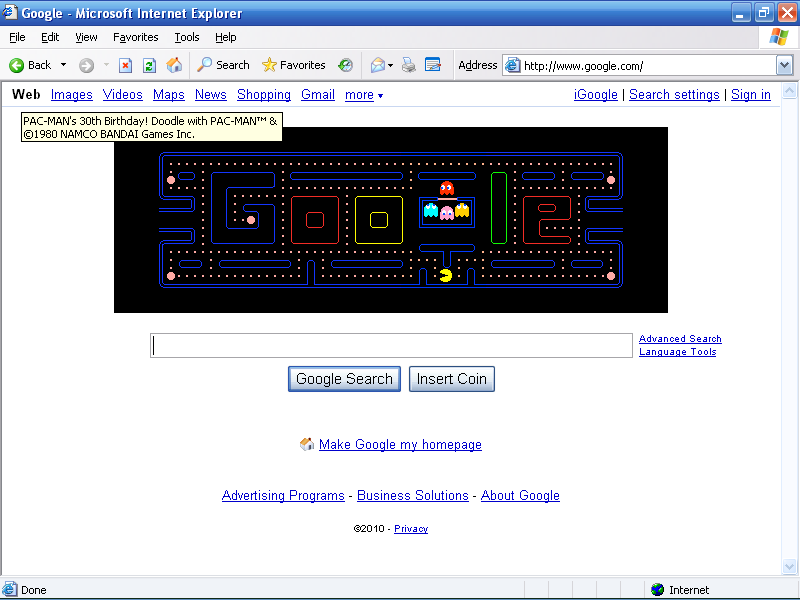 Google - Microsoft Internet Explorer
File Edit View Favorites Tools Help
Back Search Favorites Address http://www.google.com/
Web Images Videos Maps News Shopping Gmail more iGoogle | Search settings | Sign in
PAC-MAN's 30th Birthday! Doodle with PAC-MAN™ &
©1980 NAMCO BANDAI Games Inc.
Google
Advanced Search
Language Tools
Google Search Insert Coin
Make Google my homepage
Advertising Programs - Business Solutions - About Google
©2010 - Privacy
Done Internet